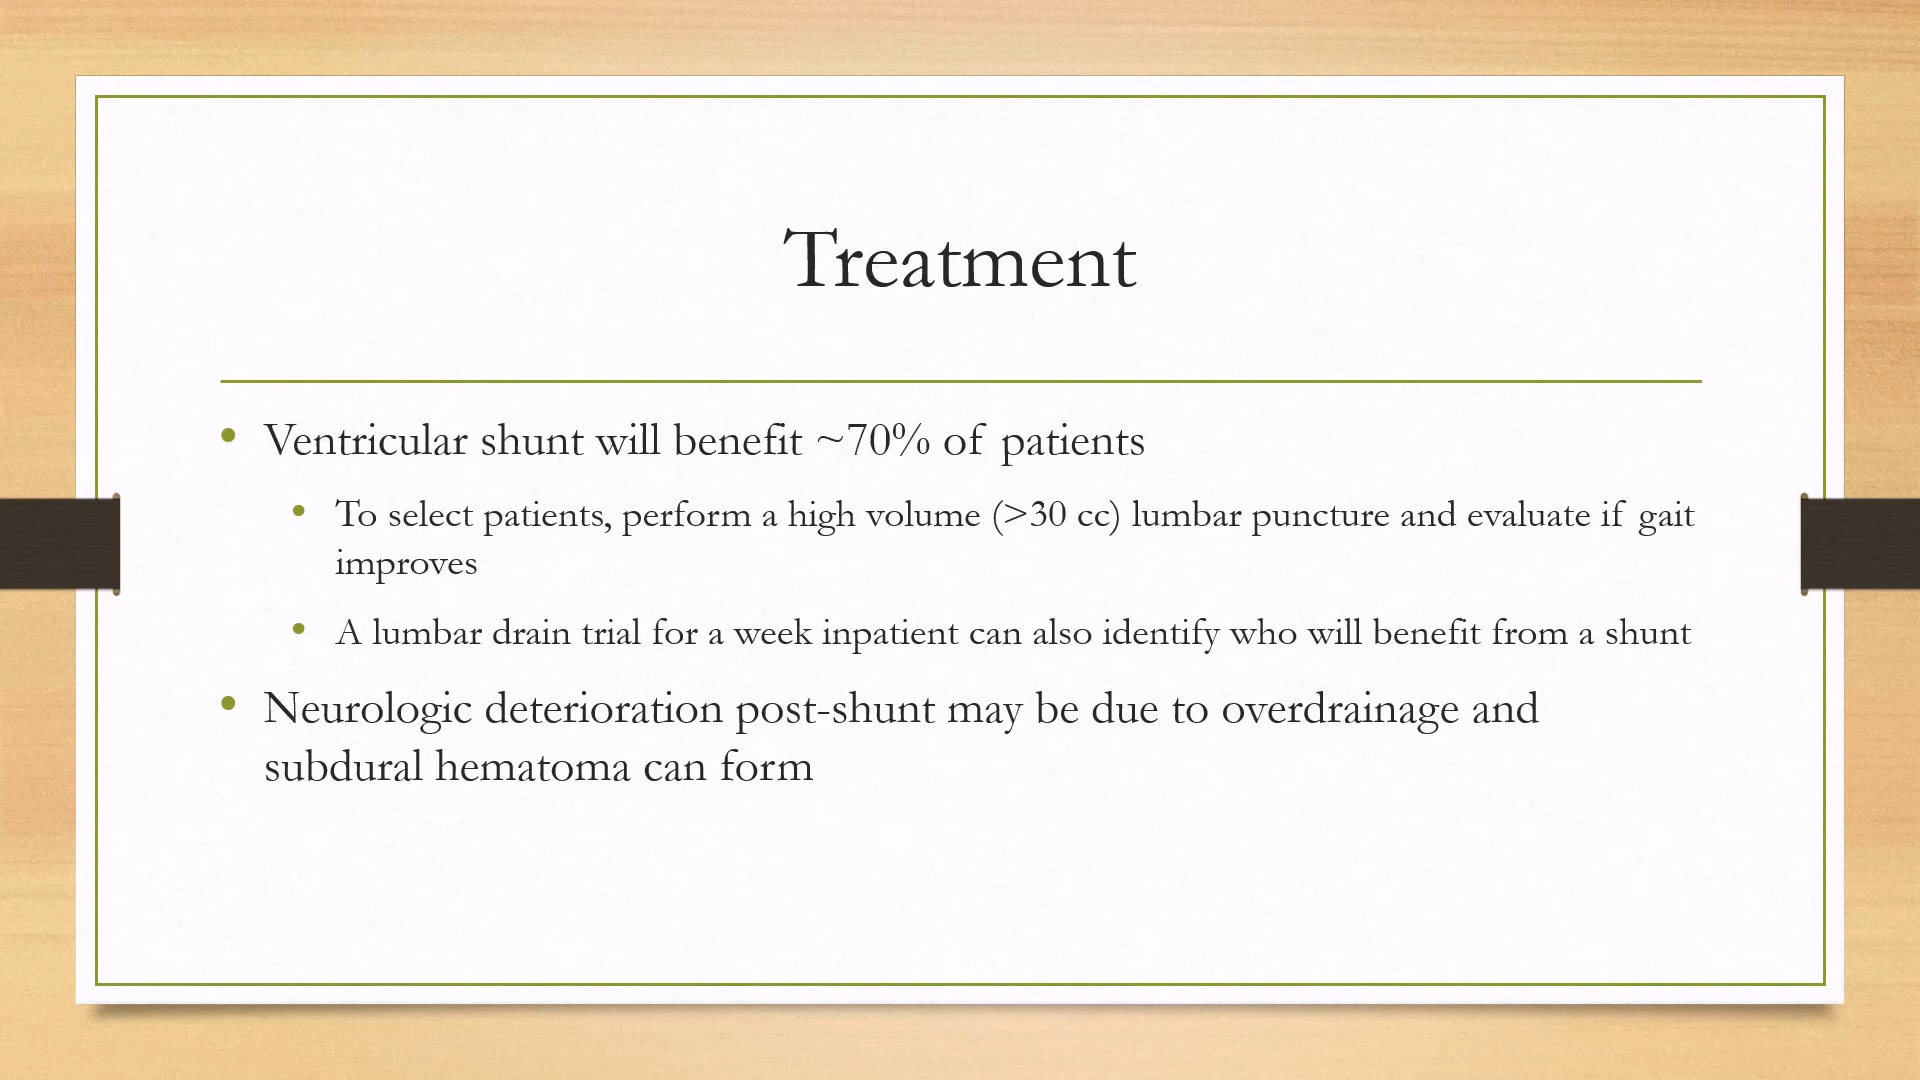 Treatment
• Ventricular shunt will benefit ~70% of patients
• To select patients, perform a high volume (>30 cc) lumbar puncture and evaluate if gait
improves
• A lumbar drain trial for a week inpatient can also identify who will benefit from a shunt
• Neurologic deterioration post-shunt may be due to overdrainage and
subdural hematoma can form